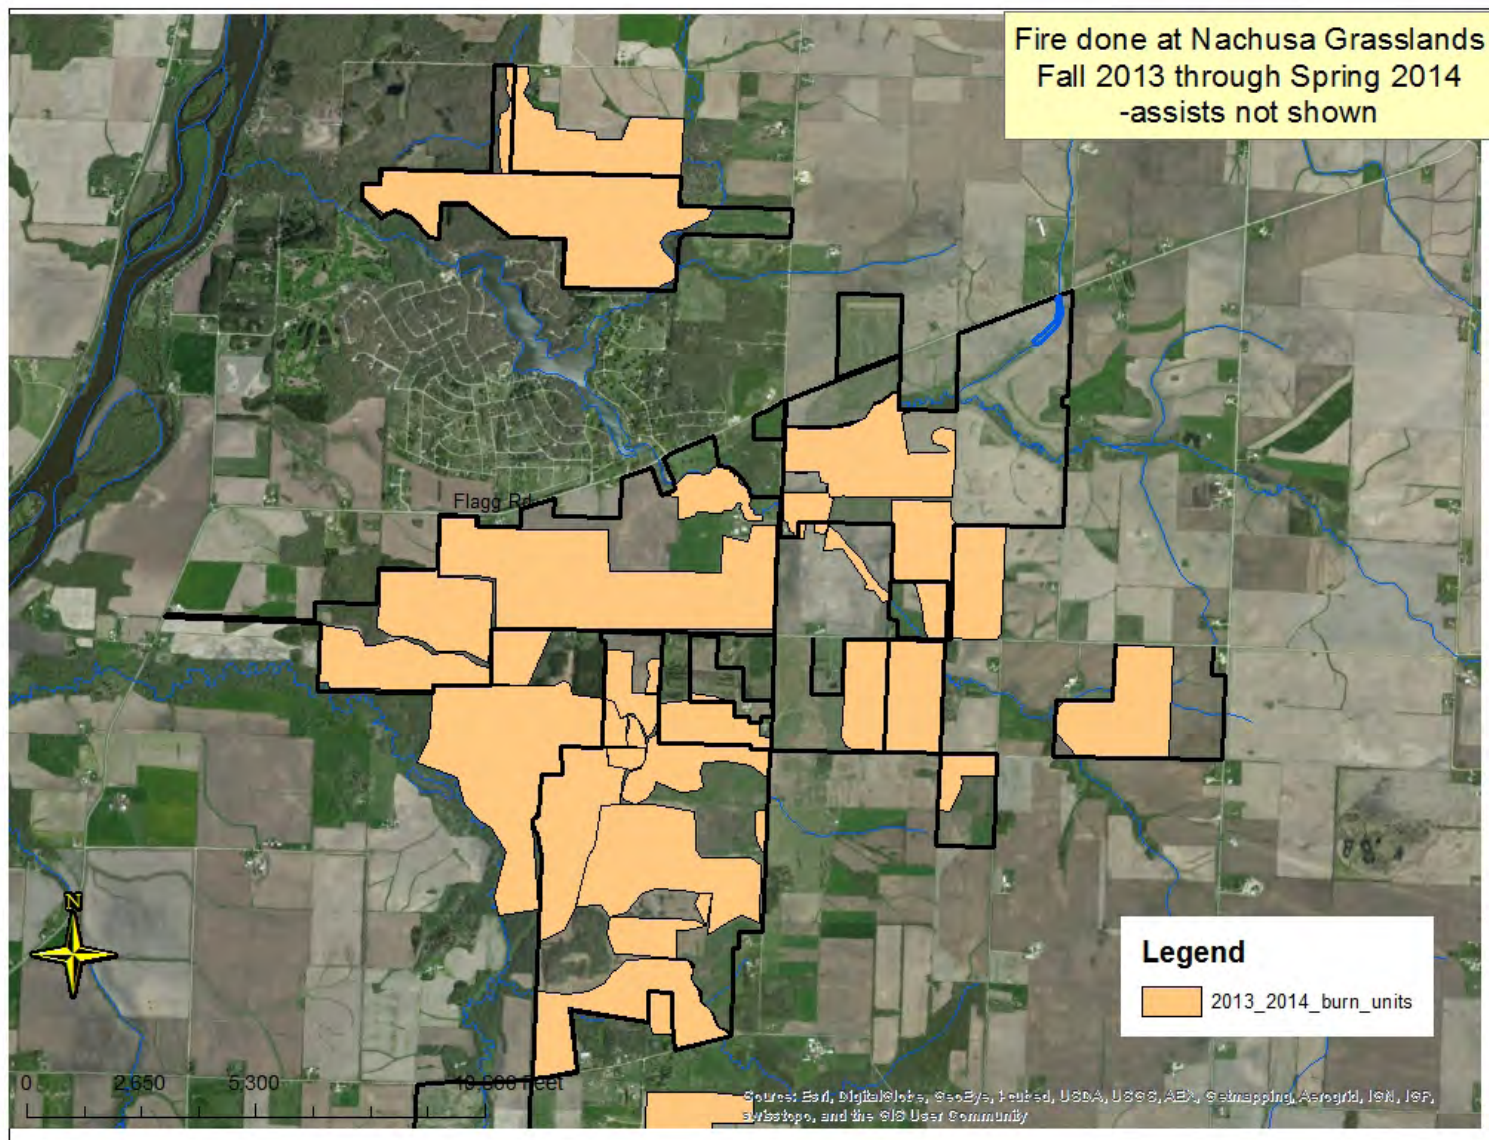 Fire done at Nachusa Grasslands
Fall 2013 through Spring 2014
-assists not shown
Flagg Rd
N
Legend
2013_2014_burn_units
0 2,650 5,300 10,600 Feet
Source: Esri, DigitalGlobe, GeoEye, i-cubed, USDA, USGS, AEX, Getmapping, Aerogrid, IGN, IGP,
swisstopo, and the GIS User Community